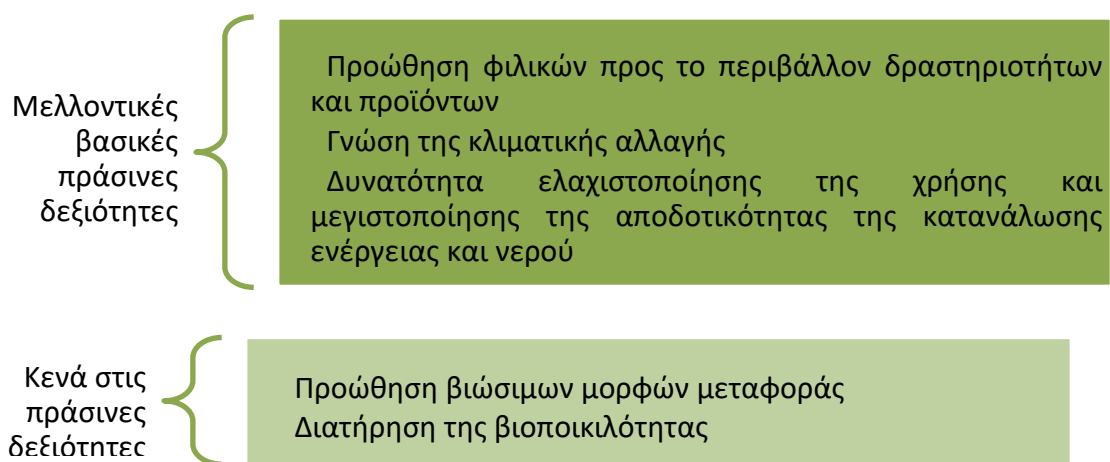 Μελλοντικές
βασικές
πράσινες
δεξιότητες
Προώθηση φιλικών προς το περιβάλλον δραστηριοτήτων
και προϊόντων
Γνώση της κλιματικής αλλαγής
Δυνατότητα ελαχιστοποίησης της χρήσης και
μεγιστοποίησης της αποδοτικότητας της κατανάλωσης
ενέργειας και νερού
Κενά στις
πράσινες
δεξιότητες
Προώθηση βιώσιμων μορφών μεταφοράς
Διατήρηση της βιοποικιλότητας